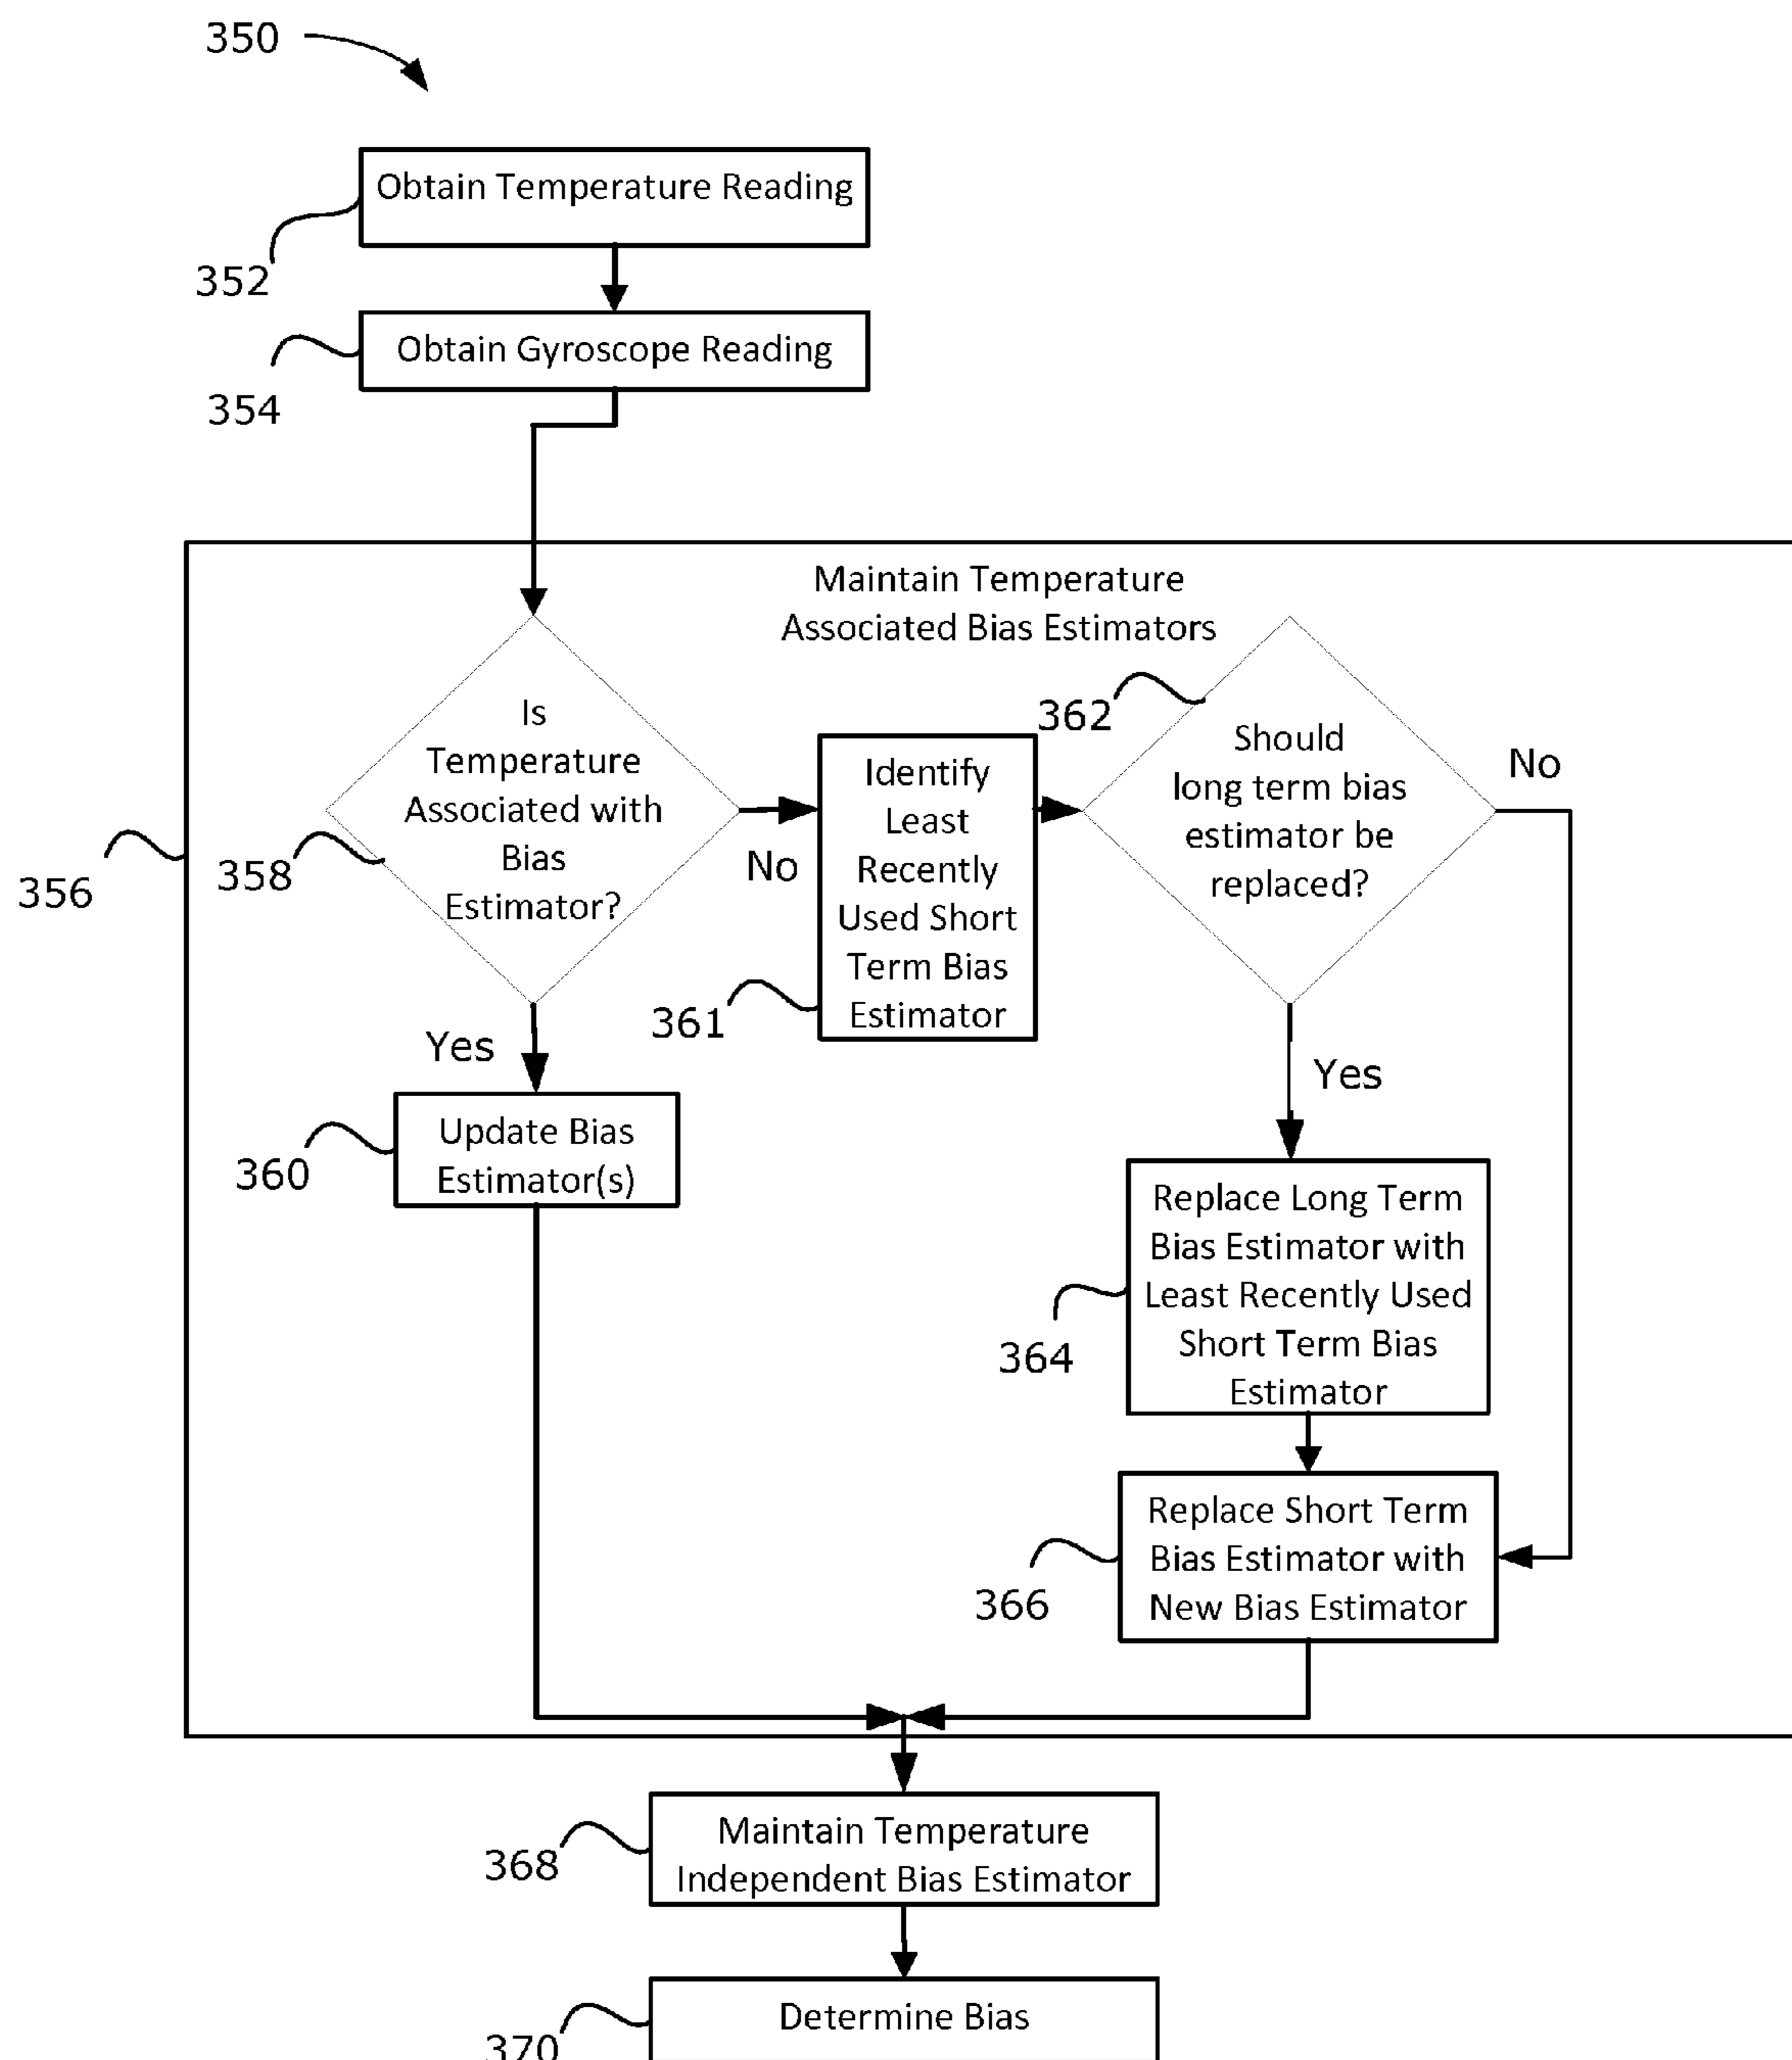 350
Obtain Temperature Reading
352
Obtain Gyroscope Reading
354
Maintain Temperature
Associated Bias Estimators
356
Is
Temperature
Associated with
Bias
Estimator?
358
No
Yes
Identify
Least
Recently
Used Short
Term Bias
Estimator
361
362
Should
long term bias
estimator be
replaced?
No
Yes
Update Bias
Estimator(s)
360
Replace Long Term
Bias Estimator with
Least Recently Used
Short Term Bias
Estimator
364
Replace Short Term
Bias Estimator with
New Bias Estimator
366
Maintain Temperature
Independent Bias Estimator
368
Determine Bias
370